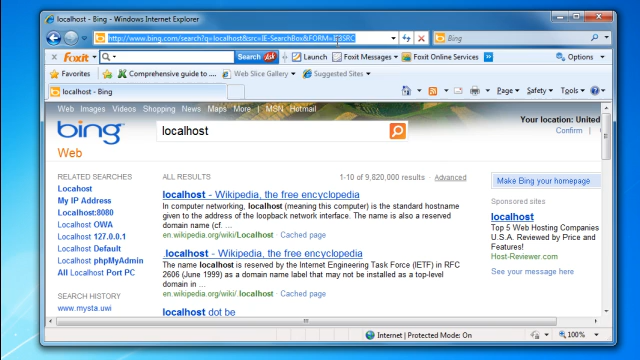 localhost - Bing - Windows Internet Explorer
http://www.bing.com/search?q=localhost&src=IE-SearchBox&FORM=IE8SRC
Bing
Foxit Search Ask Launch Foxit Messages Foxit Online Services Options
Favorites Comprehensive guide to .... Web Slice Gallery Suggested Sites
localhost - Bing
Page Safety Tools
Web Images Videos Shopping News Maps More | MSN Hotmail
Your location: United
Confirm
bing
localhost
Web
RELATED SEARCHES
Locahost
My IP Address
Localhost:8080
Localhost OWA
Localhost 127.0.0.1
Localhost Default
Localhost phpMyAdmin
All Localhost Port PC
SEARCH HISTORY
www.mysta.uwi
ALL RESULTS
1-10 of 9,820,000 results · Advanced
localhost - Wikipedia, the free encyclopedia
In computer networking, localhost (meaning this computer) is the standard hostname
given to the address of the loopback network interface. The name is also a reserved
domain name (cf. ...
en.wikipedia.org/wiki/Localhost · Cached page
.localhost - Wikipedia, the free encyclopedia
The name localhost is reserved by the Internet Engineering Task Force (IETF) in RFC
2606 (June 1999) as a domain name label that may not be installed as a top-level
domain in ...
en.wikipedia.org/wiki/.localhost · Cached page
localhost dot be
Make Bing your homepage
Sponsored sites
localhost
Top 5 Web Hosting Companies
U.S.A. Reviewed by Price and
Features!
Host-Reviewer.com
See your message here
Internet | Protected Mode: On
100%